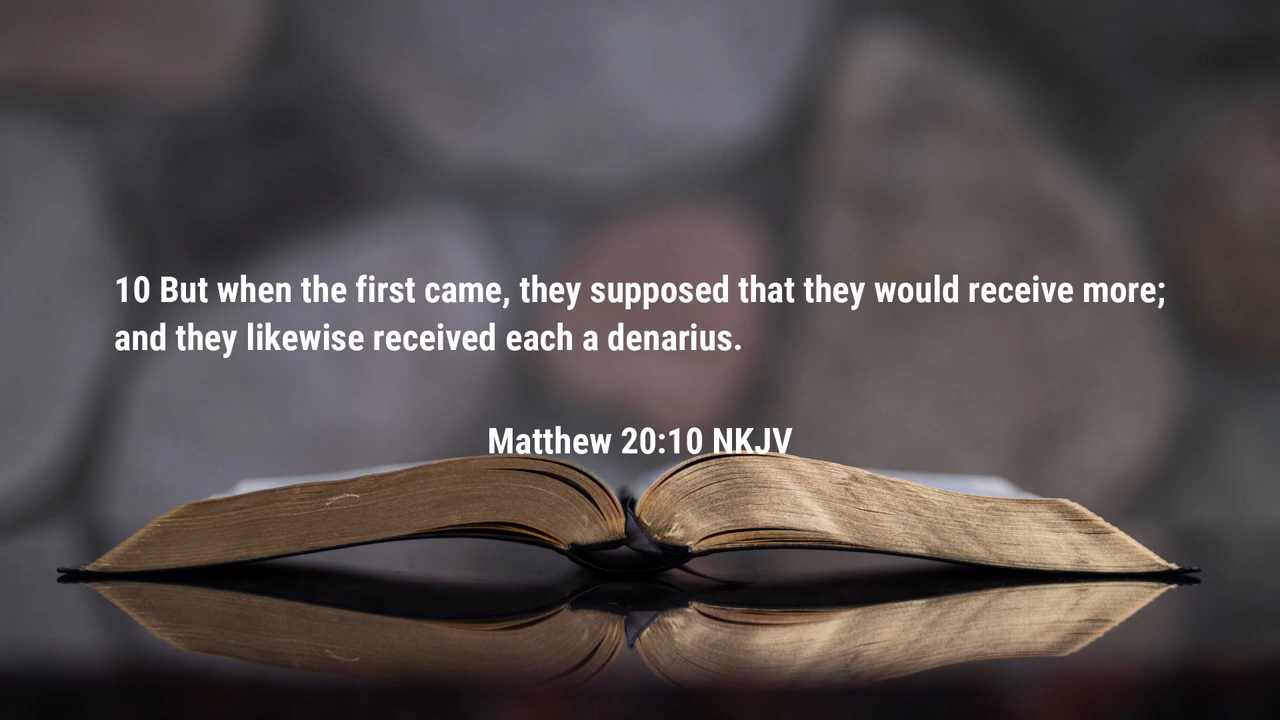 10 But when the first came, they supposed that they would receive more;
and they likewise received each a denarius.
Matthew 20:10 NKJV